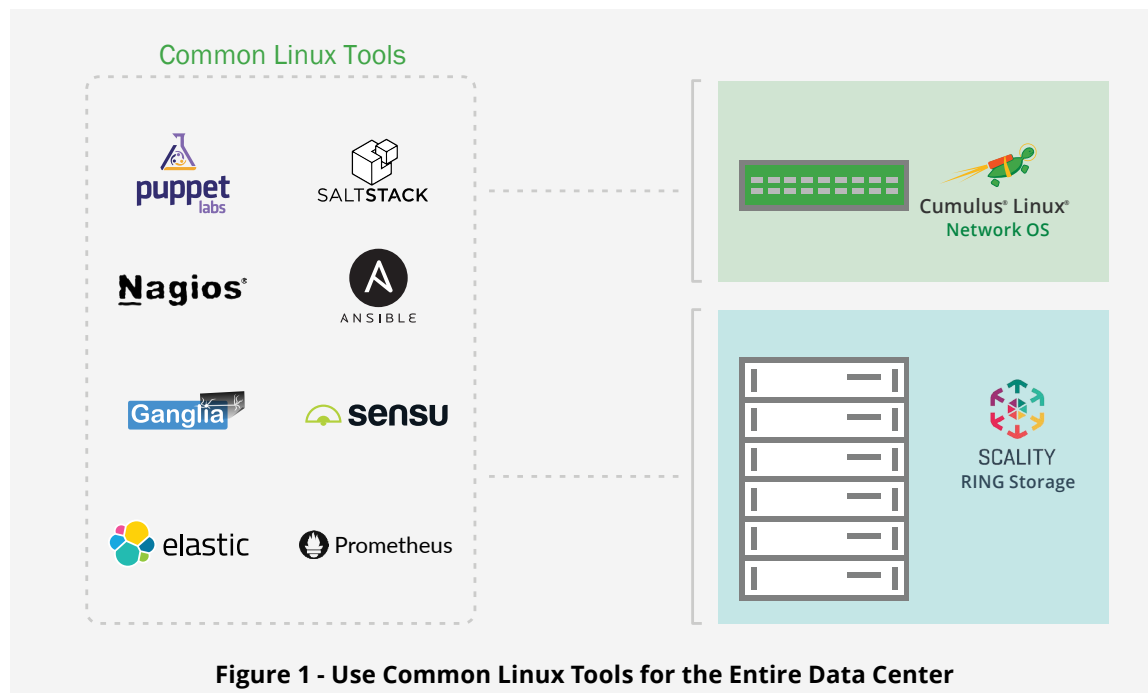 Common Linux Tools
puppet
labs
SALTSTACK
Nagios®
ANSIBLE
Ganglia
sensu
elastic
Prometheus
Cumulus® Linux®
Network OS
SCALITY
RING Storage
Figure 1 - Use Common Linux Tools for the Entire Data Center